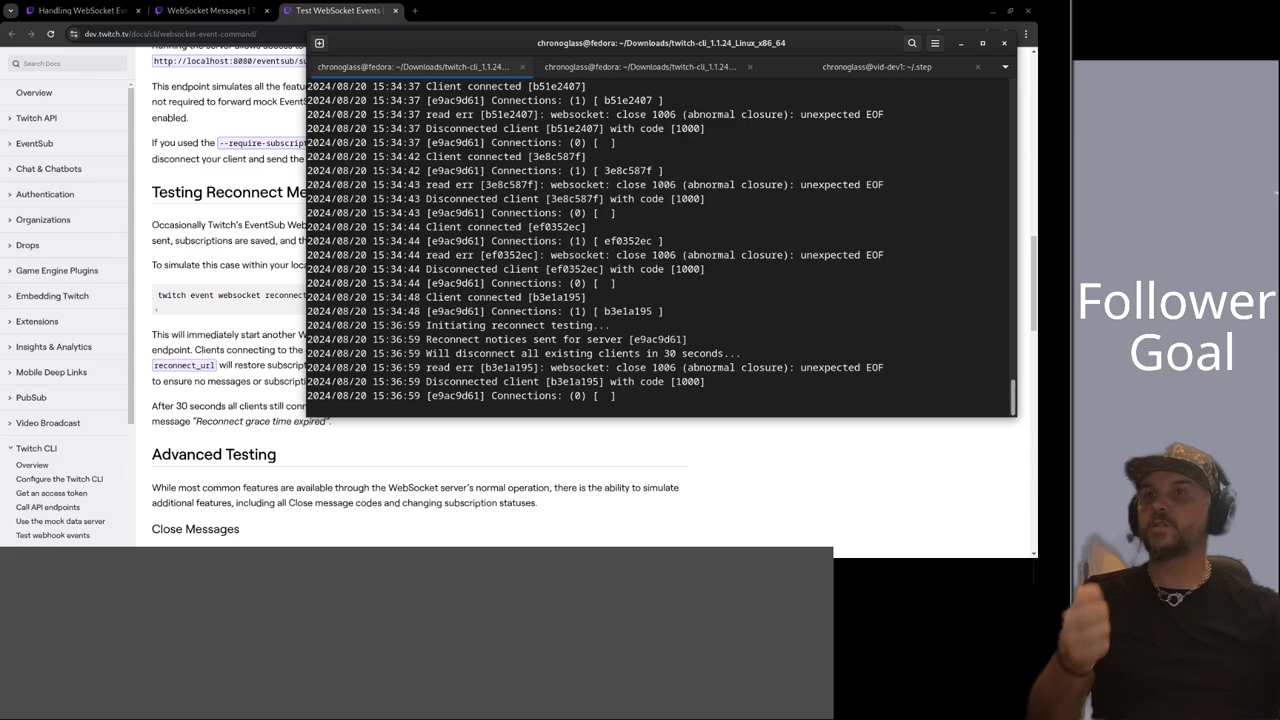 Handling WebSocket Eve
WebSocket Messages | T
Test WebSocket Events |
dev.twitch.tv/docs/cli/websocket-event-command/
Search Docs
Overview
Twitch API
EventSub
Chat & Chatbots
Authentication
Organizations
Drops
Game Engine Plugins
Embedding Twitch
Extensions
Insights & Analytics
Mobile Deep Links
PubSub
Video Broadcast
Twitch CLI
Overview
Configure the Twitch CLI
Get an access token
Call API endpoints
Use the mock data server
Test webhook events
http://localhost:8080/eventsub/su
This endpoint simulates all the featur
not required to forward mock EventS
enabled.
If you used the --require-subscript
disconnect your client and send the
Testing Reconnect Me
Occasionally Twitch's EventSub Web
sent, subscriptions are saved, and th
To simulate this case within your loca
twitch event websocket reconnect
This will immediately start another W
endpoint. Clients connecting to the
reconnect_url will restore subscript
to ensure no messages or subscripti
After 30 seconds all clients still conn
message "Reconnect grace time expired".
Advanced Testing
While most common features are available through the WebSocket server's normal operation, there is the ability to simulate
additional features, including all Close message codes and changing subscription statuses.
Close Messages
chronoglass@fedora: ~/Downloads/twitch-cli_1.1.24_Linux_x86_64
chronoglass@fedora: ~/Downloads/twitch-cli_1.1.24...
chronoglass@fedora: ~/Downloads/twitch-cli_1.1.24...
chronoglass@vid-dev1: ~/.step
2024/08/20 15:34:37 Client connected [b51e2407]
2024/08/20 15:34:37 [e9ac9d61] Connections: (1) [ b51e2407 ]
2024/08/20 15:34:37 read err [b51e2407]: websocket: close 1006 (abnormal closure): unexpected EOF
2024/08/20 15:34:37 Disconnected client [b51e2407] with code [1000]
2024/08/20 15:34:37 [e9ac9d61] Connections: (0) [  ]
2024/08/20 15:34:42 Client connected [3e8c587f]
2024/08/20 15:34:42 [e9ac9d61] Connections: (1) [ 3e8c587f ]
2024/08/20 15:34:43 read err [3e8c587f]: websocket: close 1006 (abnormal closure): unexpected EOF
2024/08/20 15:34:43 Disconnected client [3e8c587f] with code [1000]
2024/08/20 15:34:43 [e9ac9d61] Connections: (0) [  ]
2024/08/20 15:34:44 Client connected [ef0352ec]
2024/08/20 15:34:44 [e9ac9d61] Connections: (1) [ ef0352ec ]
2024/08/20 15:34:44 read err [ef0352ec]: websocket: close 1006 (abnormal closure): unexpected EOF
2024/08/20 15:34:44 Disconnected client [ef0352ec] with code [1000]
2024/08/20 15:34:44 [e9ac9d61] Connections: (0) [  ]
2024/08/20 15:34:48 Client connected [b3e1a195]
2024/08/20 15:34:48 [e9ac9d61] Connections: (1) [ b3e1a195 ]
2024/08/20 15:36:59 Initiating reconnect testing...
2024/08/20 15:36:59 Reconnect notices sent for server [e9ac9d61]
2024/08/20 15:36:59 Will disconnect all existing clients in 30 seconds...
2024/08/20 15:36:59 read err [b3e1a195]: websocket: close 1006 (abnormal closure): unexpected EOF
2024/08/20 15:36:59 Disconnected client [b3e1a195] with code [1000]
2024/08/20 15:36:59 [e9ac9d61] Connections: (0) [  ]
Follower
Goal